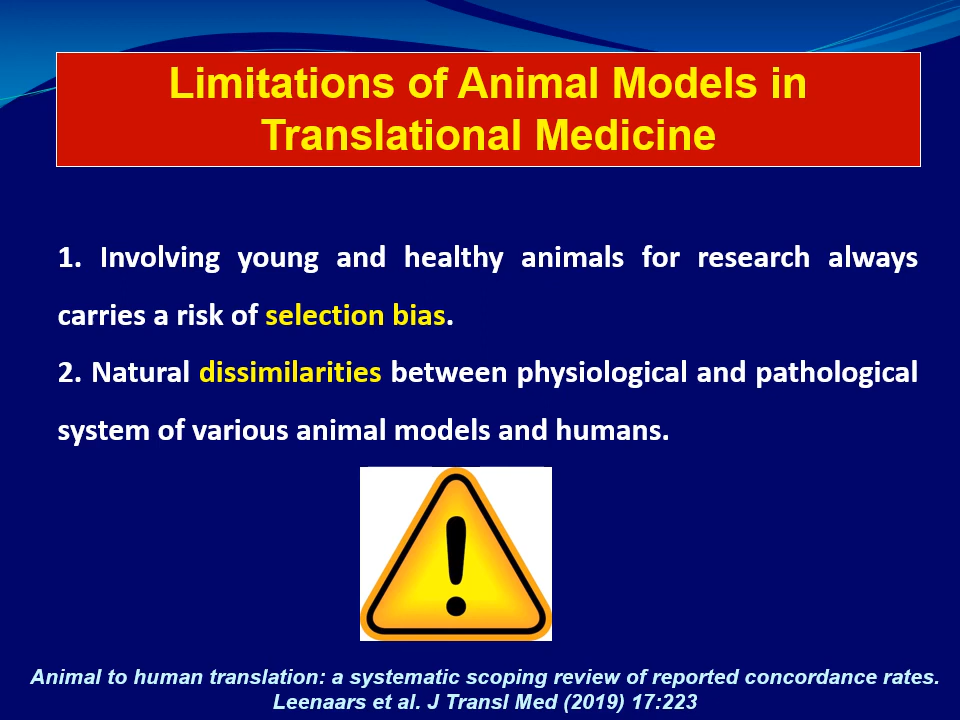 Limitations of Animal Models in
Translational Medicine
1. Involving young and healthy animals for research always
carries a risk of selection bias.
2. Natural dissimilarities between physiological and pathological
system of various animal models and humans.
Animal to human translation: a systematic scoping review of reported concordance rates.
Leenaars et al. J Transl Med (2019) 17:223